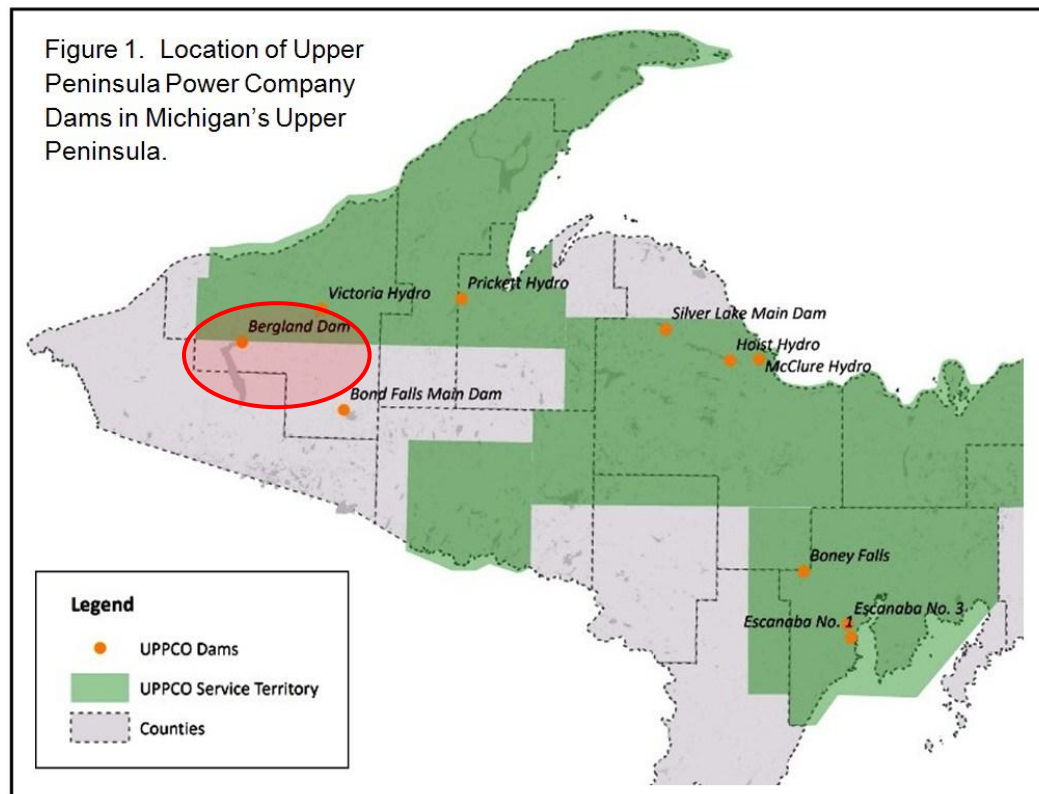 Figure 1.  Location of Upper
Peninsula Power Company
Dams in Michigan's Upper
Peninsula.
Victoria Hydro
Prickett Hydro
Bergland Dam
Silver Lake Main Dam
Hoist Hydro
McClure Hydro
Bond Falls Main Dam
Boney Falls
Escanaba No. 3
Escanaba No. 1
Legend
UPPCO Dams
UPPCO Service Territory
Counties